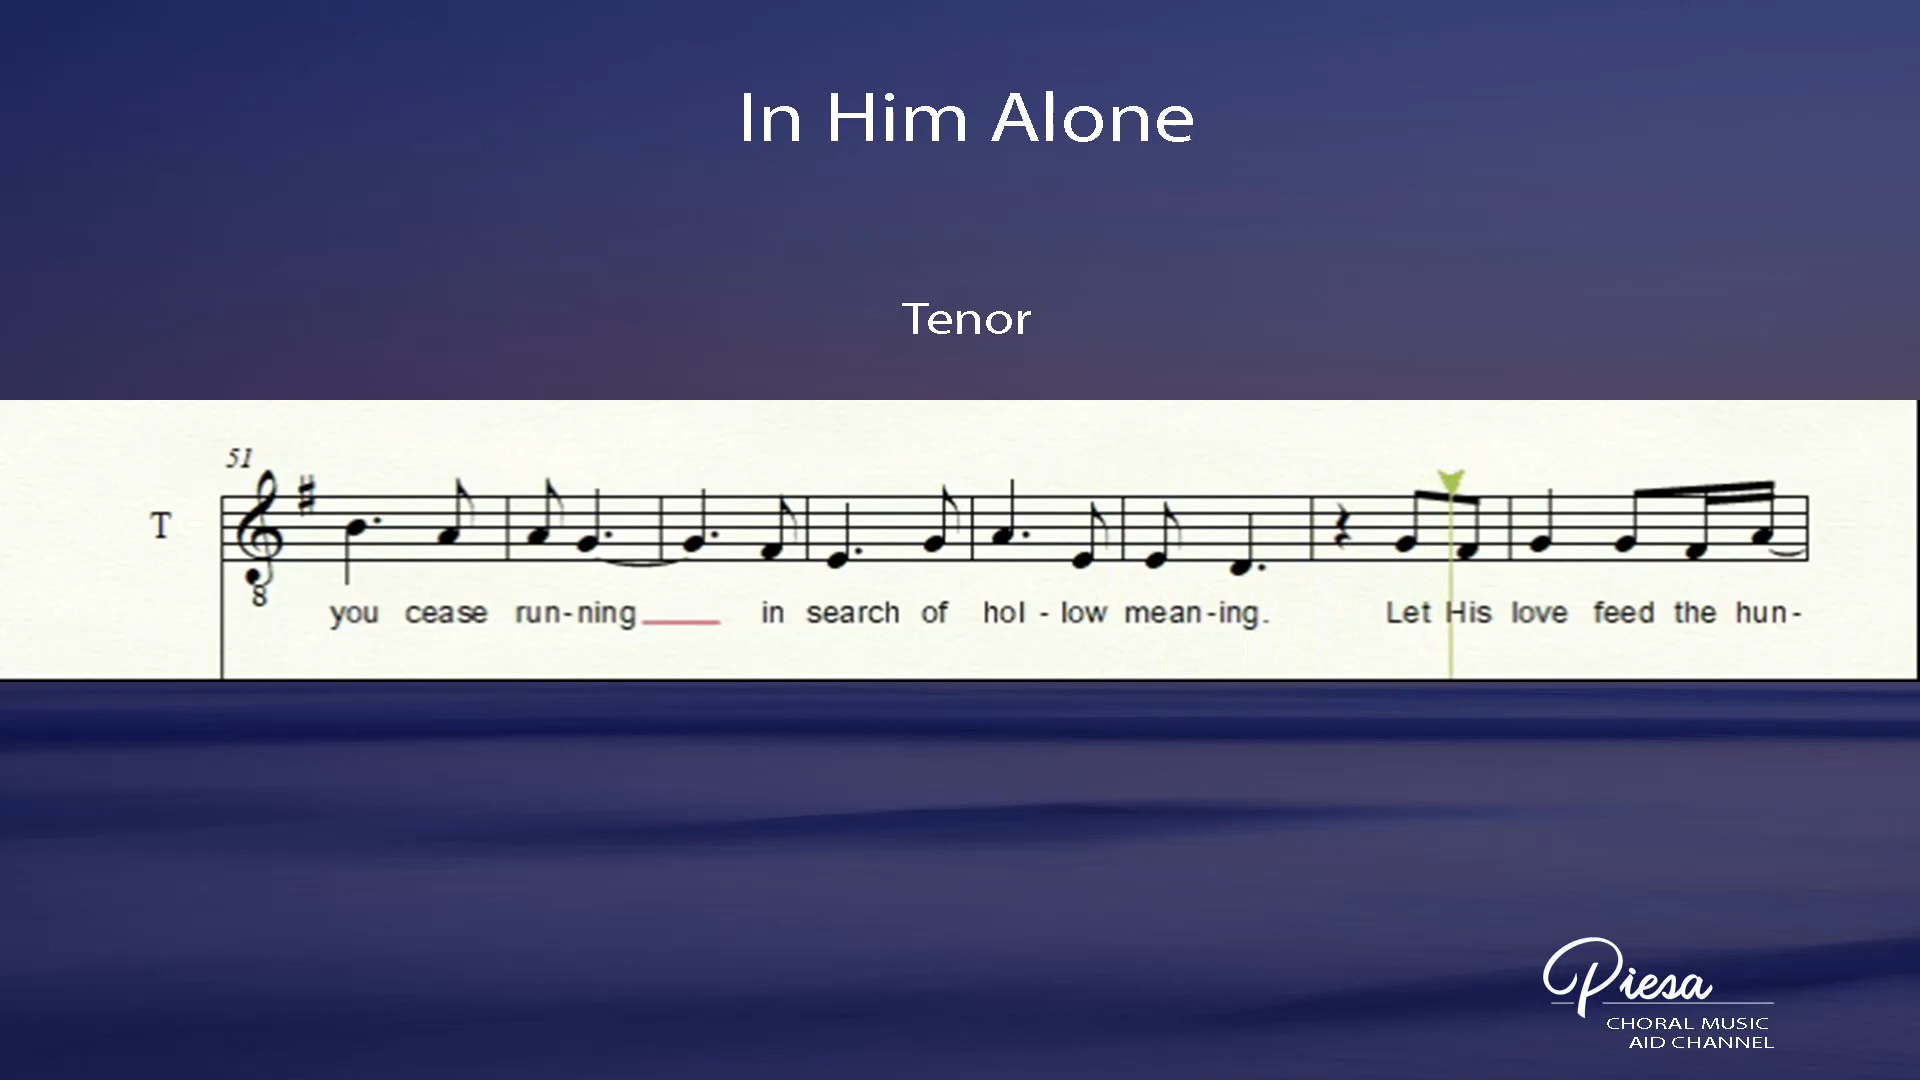 In Him Alone
Tenor
51
T
8
you cease run-ning____ in search of hol - low mean-ing. Let His love feed the hun-
Piesa
CHORAL MUSIC
AID CHANNEL